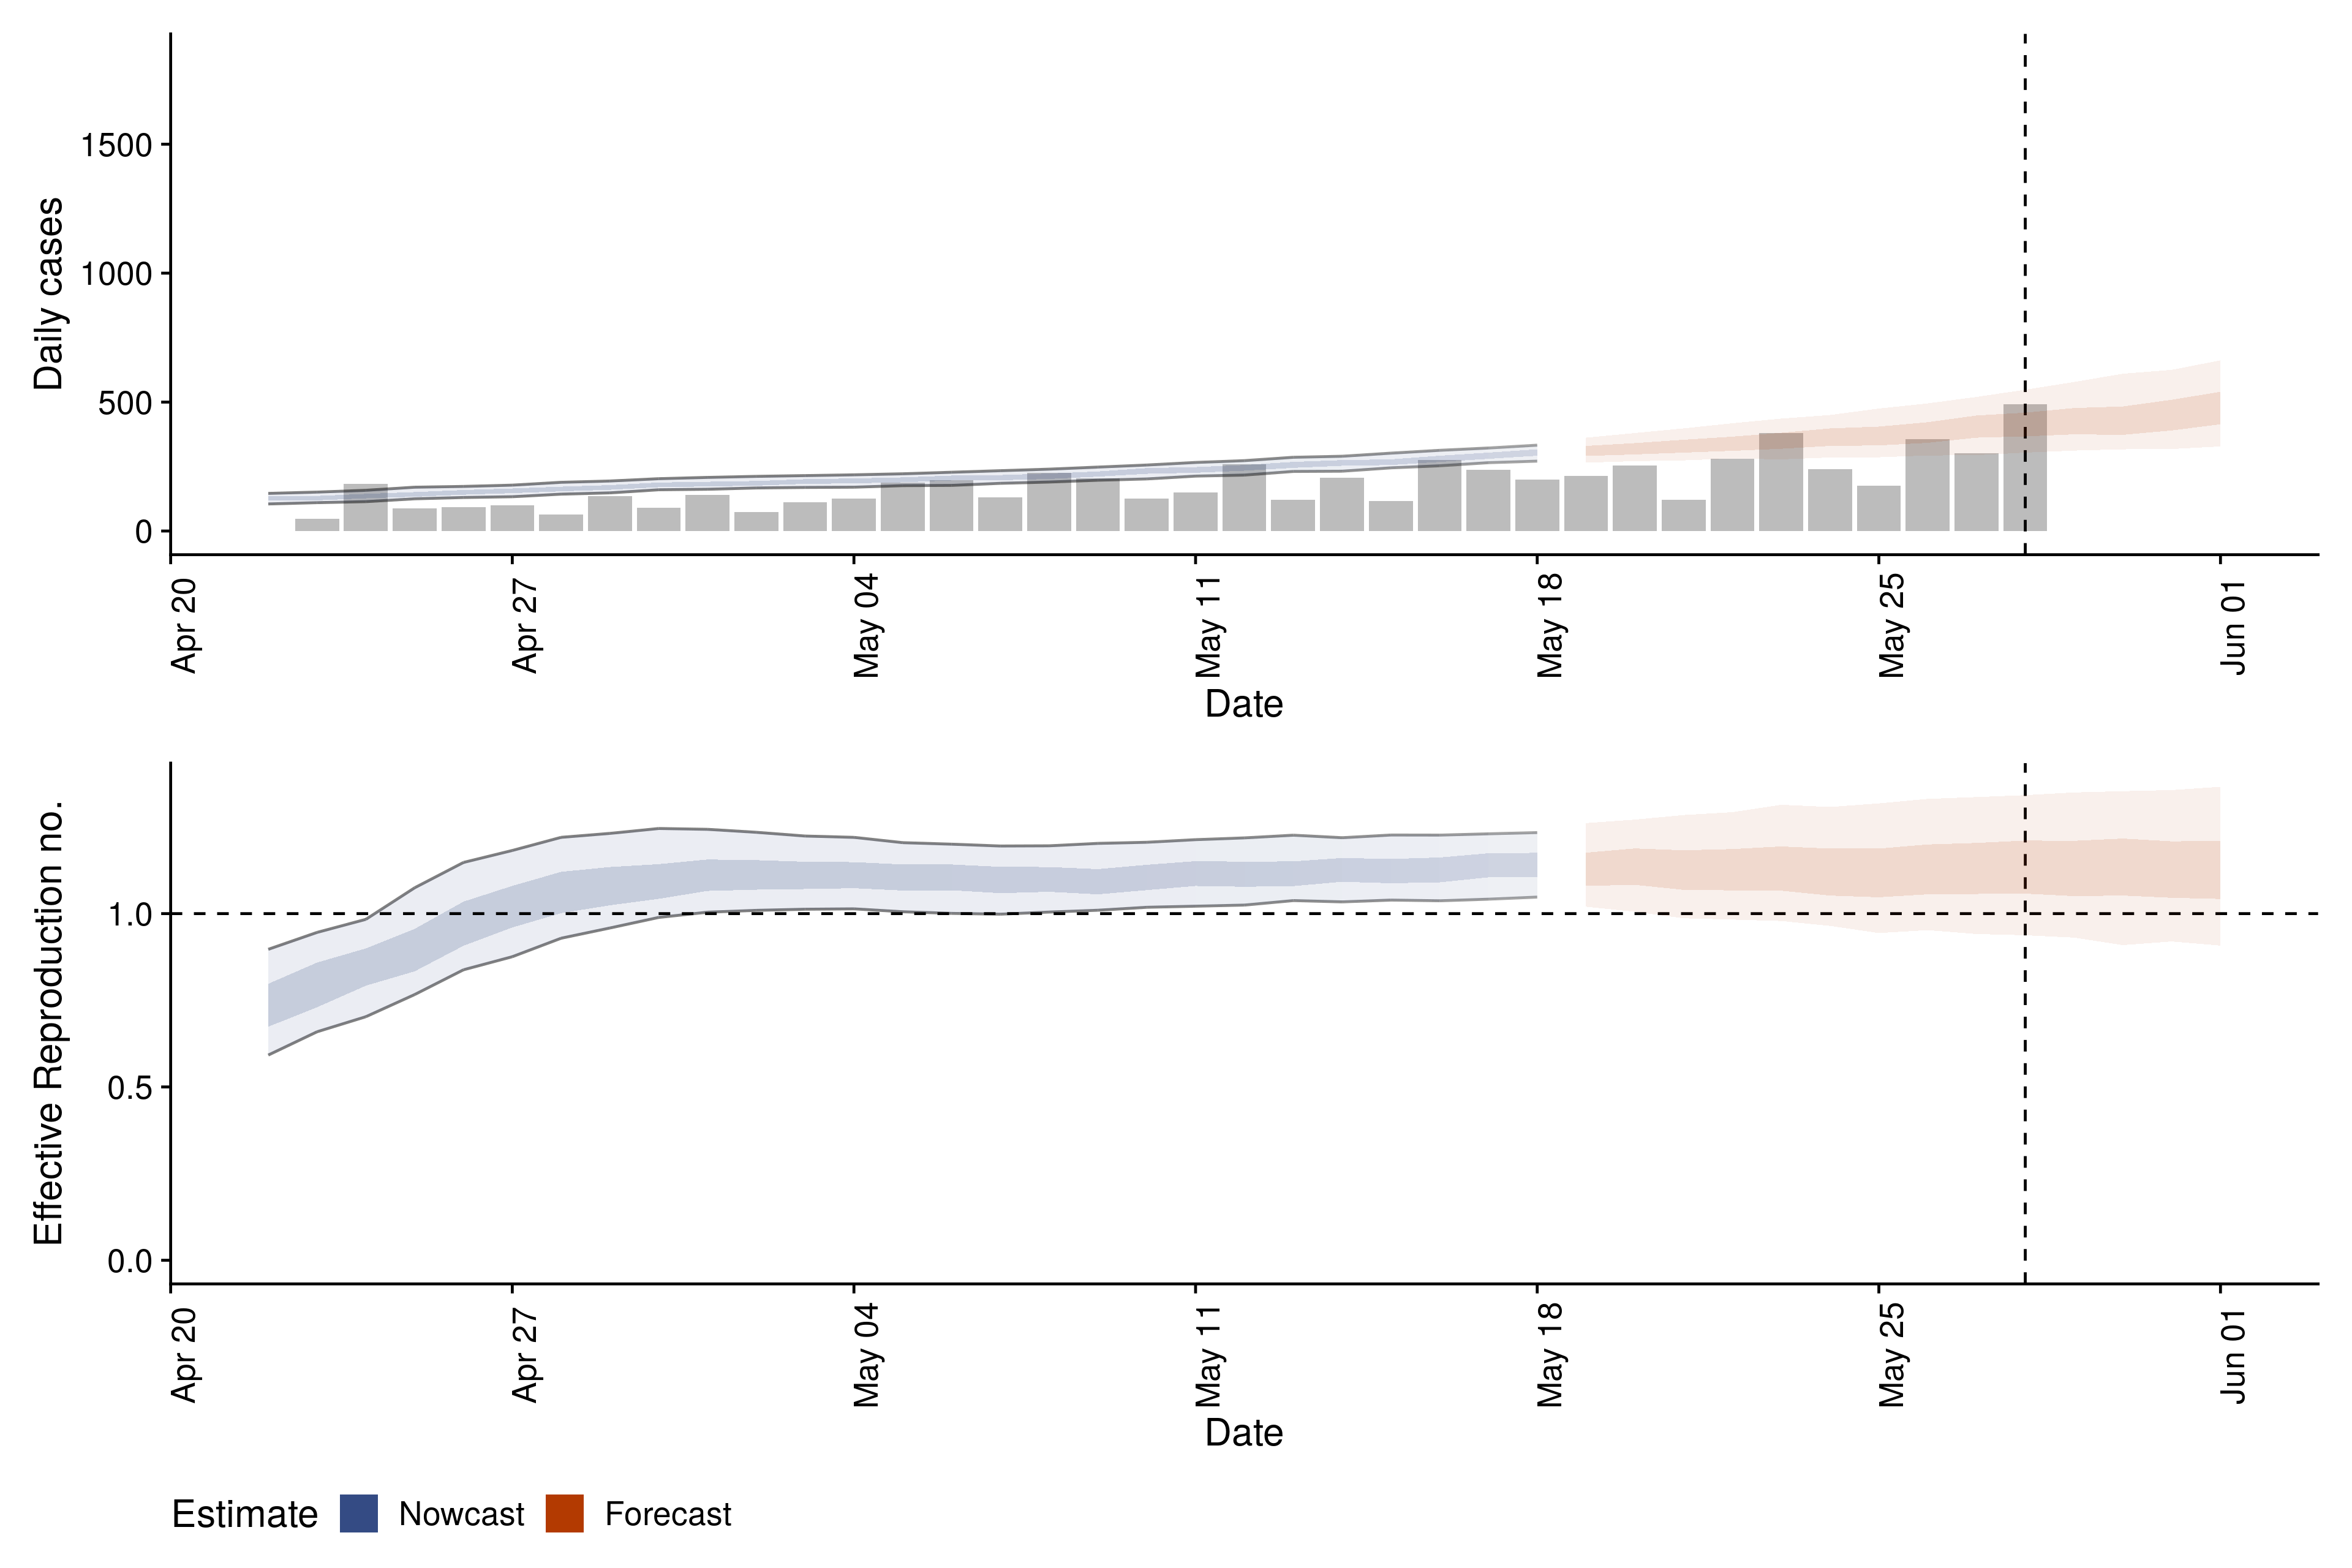 1500
1000
500
0
Daily cases
Apr 20
Apr 27
May 04
May 11
May 18
May 25
Jun 01
Date
1.0
0.5
0.0
Effective Reproduction no.
Apr 20
Apr 27
May 04
May 11
May 18
May 25
Jun 01
Date
Estimate Nowcast Forecast